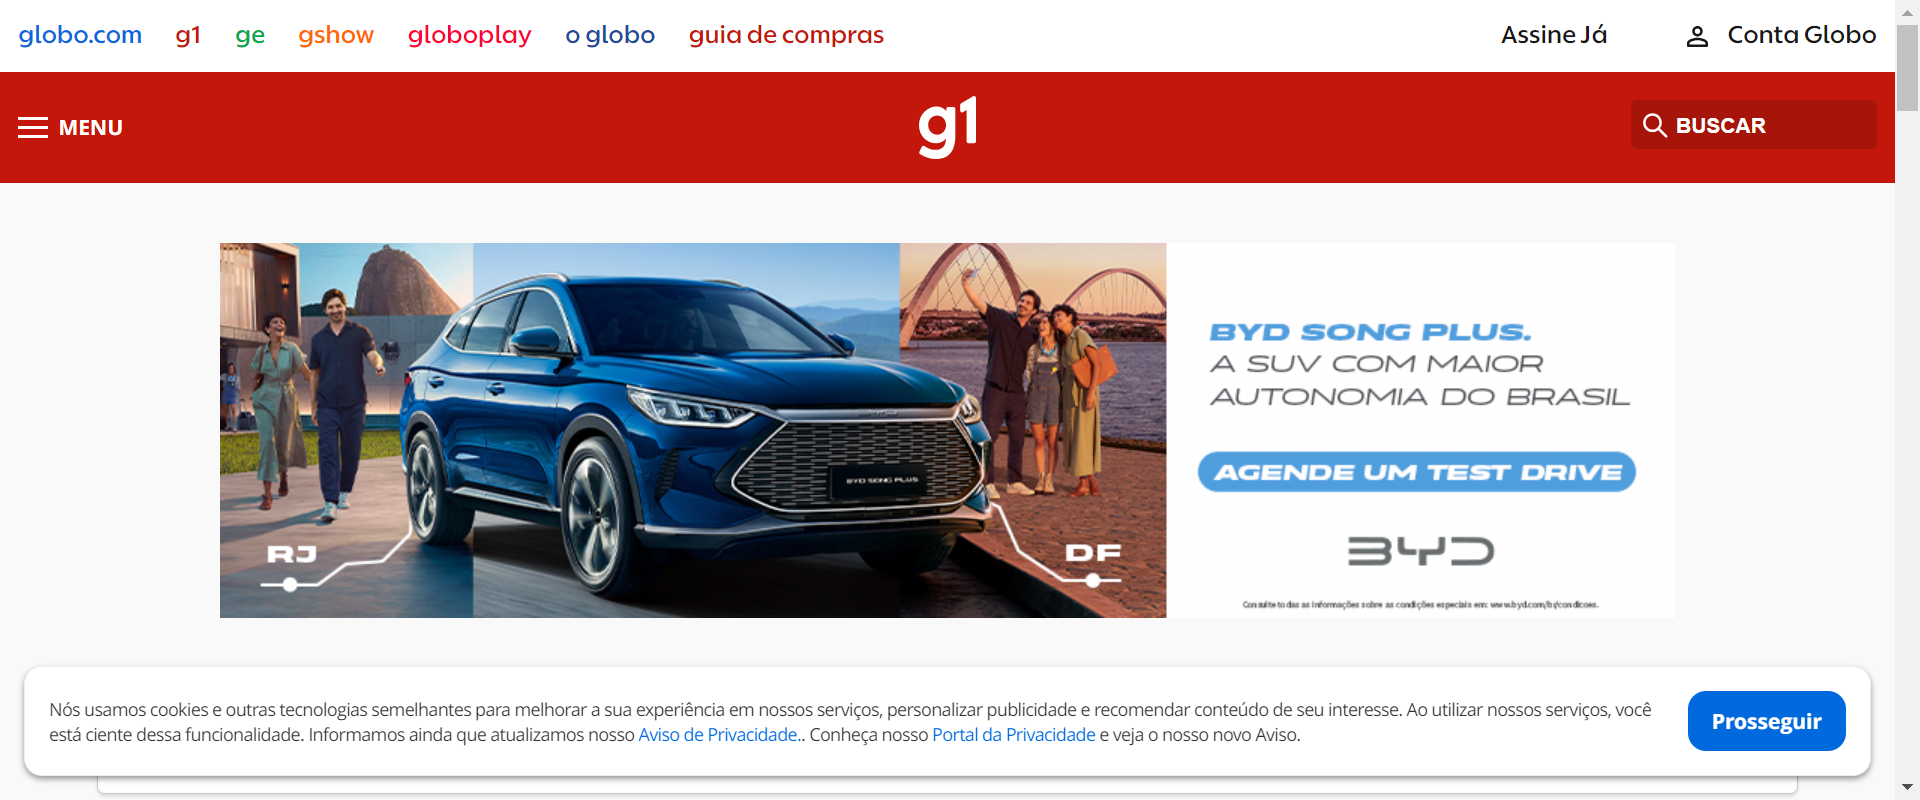 globo.com g1 ge gshow globoplay o globo guia de compras Assine Já Conta Globo
MENU g1 BUSCAR
BYD SONG PLUS.
A SUV COM MAIOR
AUTONOMIA DO BRASIL
AGENDE UM TEST DRIVE
BYD
BYD SONG PLUS
RJ
DF
BYD
Consulte todas as informações sobre as condições especiais em: www.byd.com/br/condicoes.
Nós usamos cookies e outras tecnologias semelhantes para melhorar a sua experiência em nossos serviços, personalizar publicidade e recomendar conteúdo de seu interesse. Ao utilizar nossos serviços, você
está ciente dessa funcionalidade. Informamos ainda que atualizamos nosso Aviso de Privacidade.. Conheça nosso Portal da Privacidade e veja o nosso novo Aviso.
Prosseguir